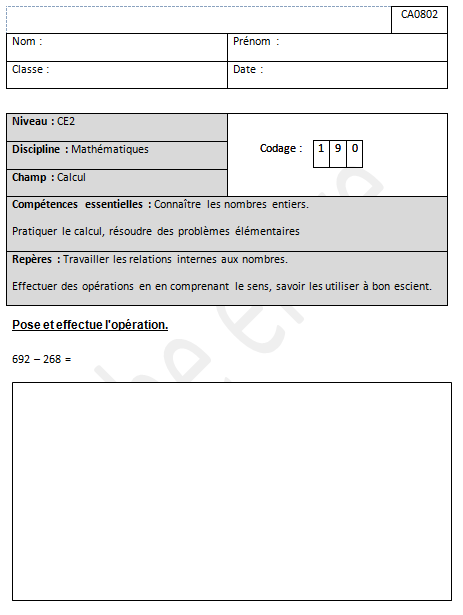 CA0802
Nom : Prénom :
Classe : Date :
Niveau : CE2
Discipline : Mathématiques
Codage : 1 9 0
Champ : Calcul
Compétences essentielles : Connaître les nombres entiers.
Pratiquer le calcul, résoudre des problèmes élémentaires
Repères : Travailler les relations internes aux nombres.
Effectuer des opérations en en comprenant le sens, savoir les utiliser à bon escient.
Pose et effectue l'opération.
692 – 268 =